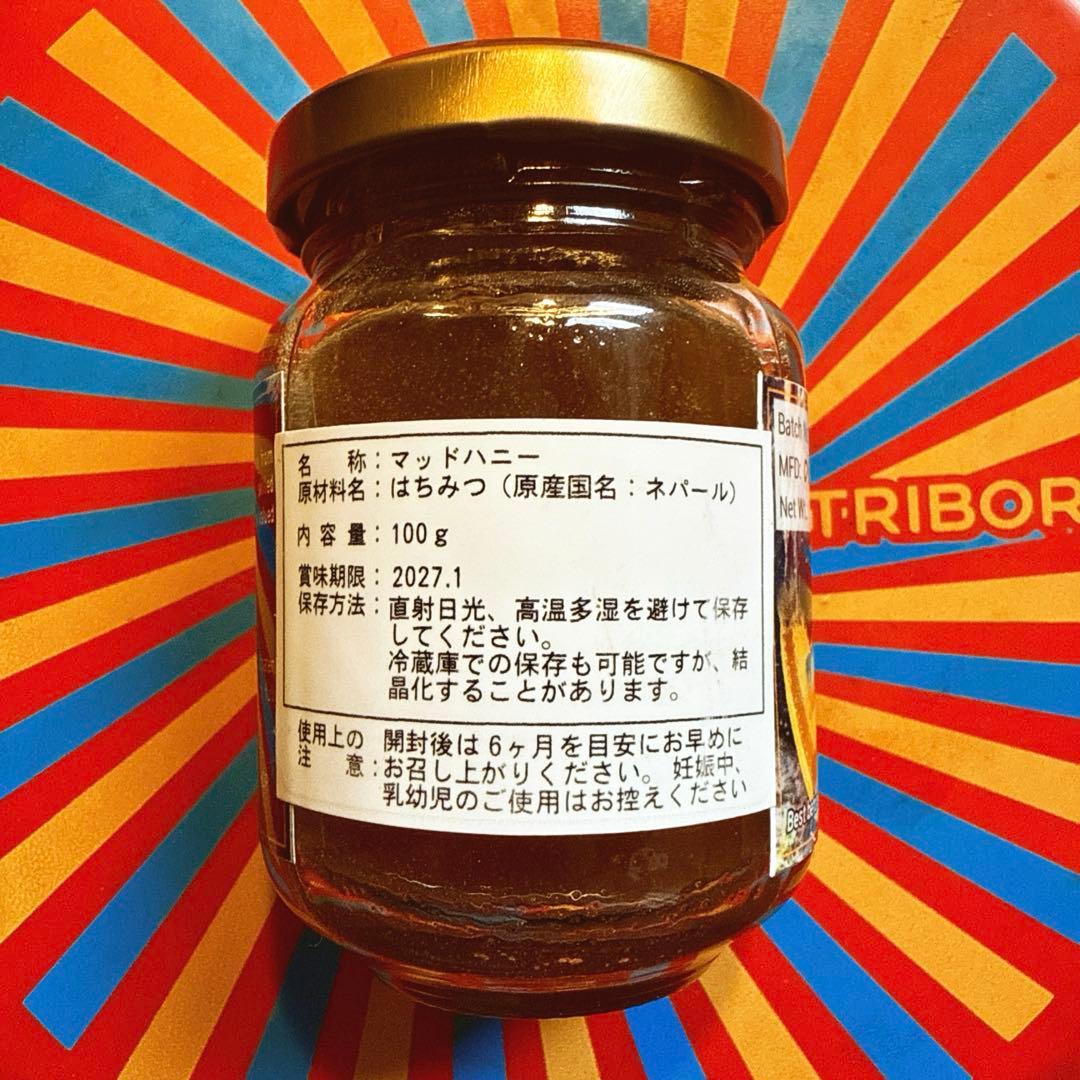 名　　称：マッドハニー
原材料名：はちみつ（原産国名：ネパール）
内 容 量：100ｇ
賞味期限：2027.1
保存方法：直射日光、高温多湿を避けて保存
してください。
冷蔵庫での保存も可能ですが、結
晶化することがあります。
使用上の 開封後は6ヶ月を目安にお早めに
注　　意：お召し上がりください。妊娠中、
乳幼児のご使用はお控えください
Batch
MFD:
Net
TRIBOR
Best